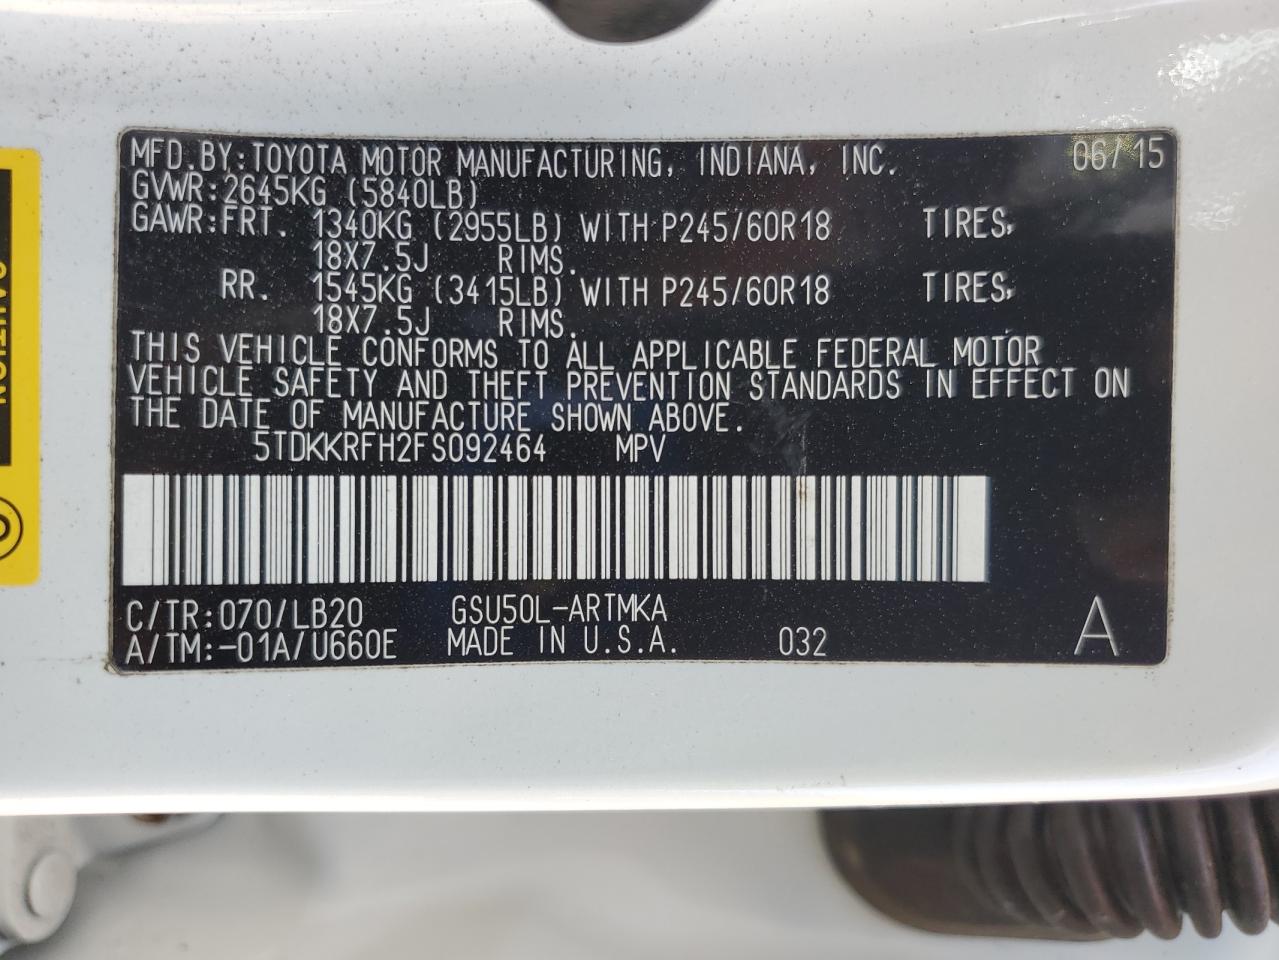 MFD.BY:TOYOTA MOTOR MANUFACTURING, INDIANA, INC. 06/15
GVWR:2645KG (5840LB)
GAWR:FRT. 1340KG (2955LB) WITH P245/60R18 TIRES,
18X7.5J RIMS.
RR. 1545KG (3415LB) WITH P245/60R18 TIRES,
18X7.5J RIMS.
THIS VEHICLE CONFORMS TO ALL APPLICABLE FEDERAL MOTOR
VEHICLE SAFETY AND THEFT PREVENTION STANDARDS IN EFFECT ON
THE DATE OF MANUFACTURE SHOWN ABOVE.
5TDKKRFH2FS092464 MPV
C/TR:070/LB20 GSU50L-ARTMKA
A/TM:-01A/U660E MADE IN U.S.A. 032 A
CAUTION